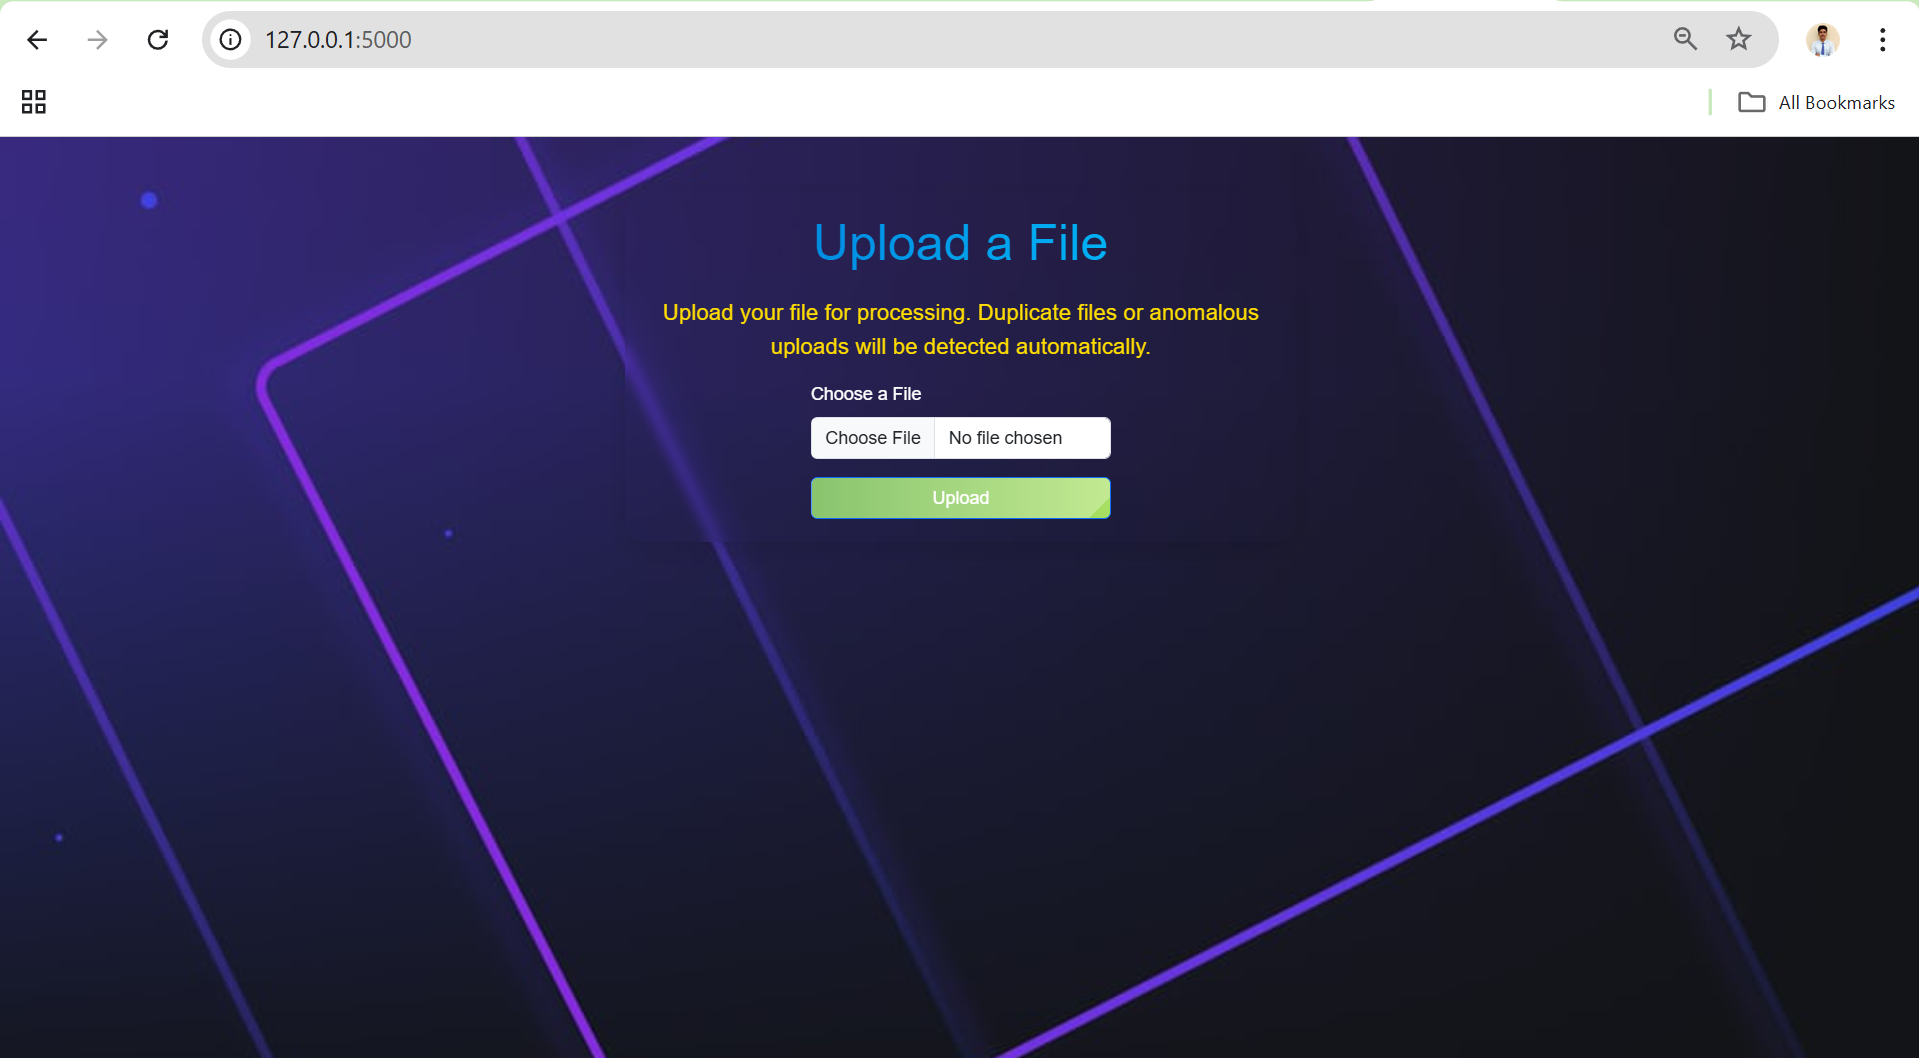 127.0.0.1:5000
All Bookmarks
Upload a File
Upload your file for processing. Duplicate files or anomalous
uploads will be detected automatically.
Choose a File
Choose File No file chosen
Upload